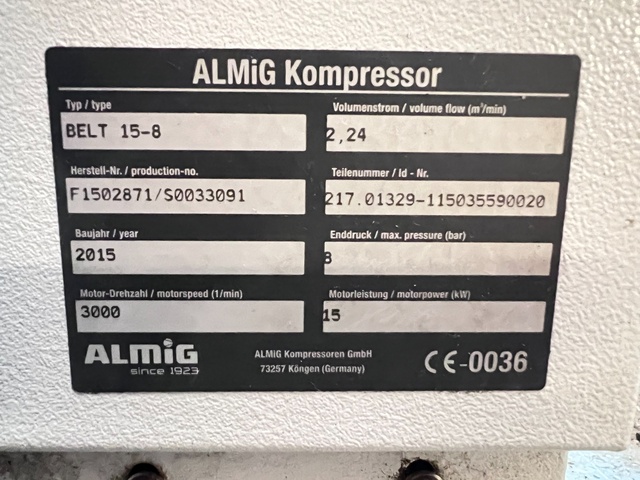 ALMiG Kompressor
Typ / type
BELT 15-8
Volumenstrom / volume flow (m³/min)
2,24
Herstell-Nr. / production-no.
F1502871/S0033091
Teilenummer / Id - Nr.
217.01329-115035590020
Baujahr / year
2015
Enddruck / max. pressure (bar)
8
Motor-Drehzahl / motorspeed (1/min)
3000
Motorleistung / motorpower (kW)
15
ALMiG
since 1923
ALMiG Kompressoren GmbH
73257 Köngen (Germany)
CE-0036